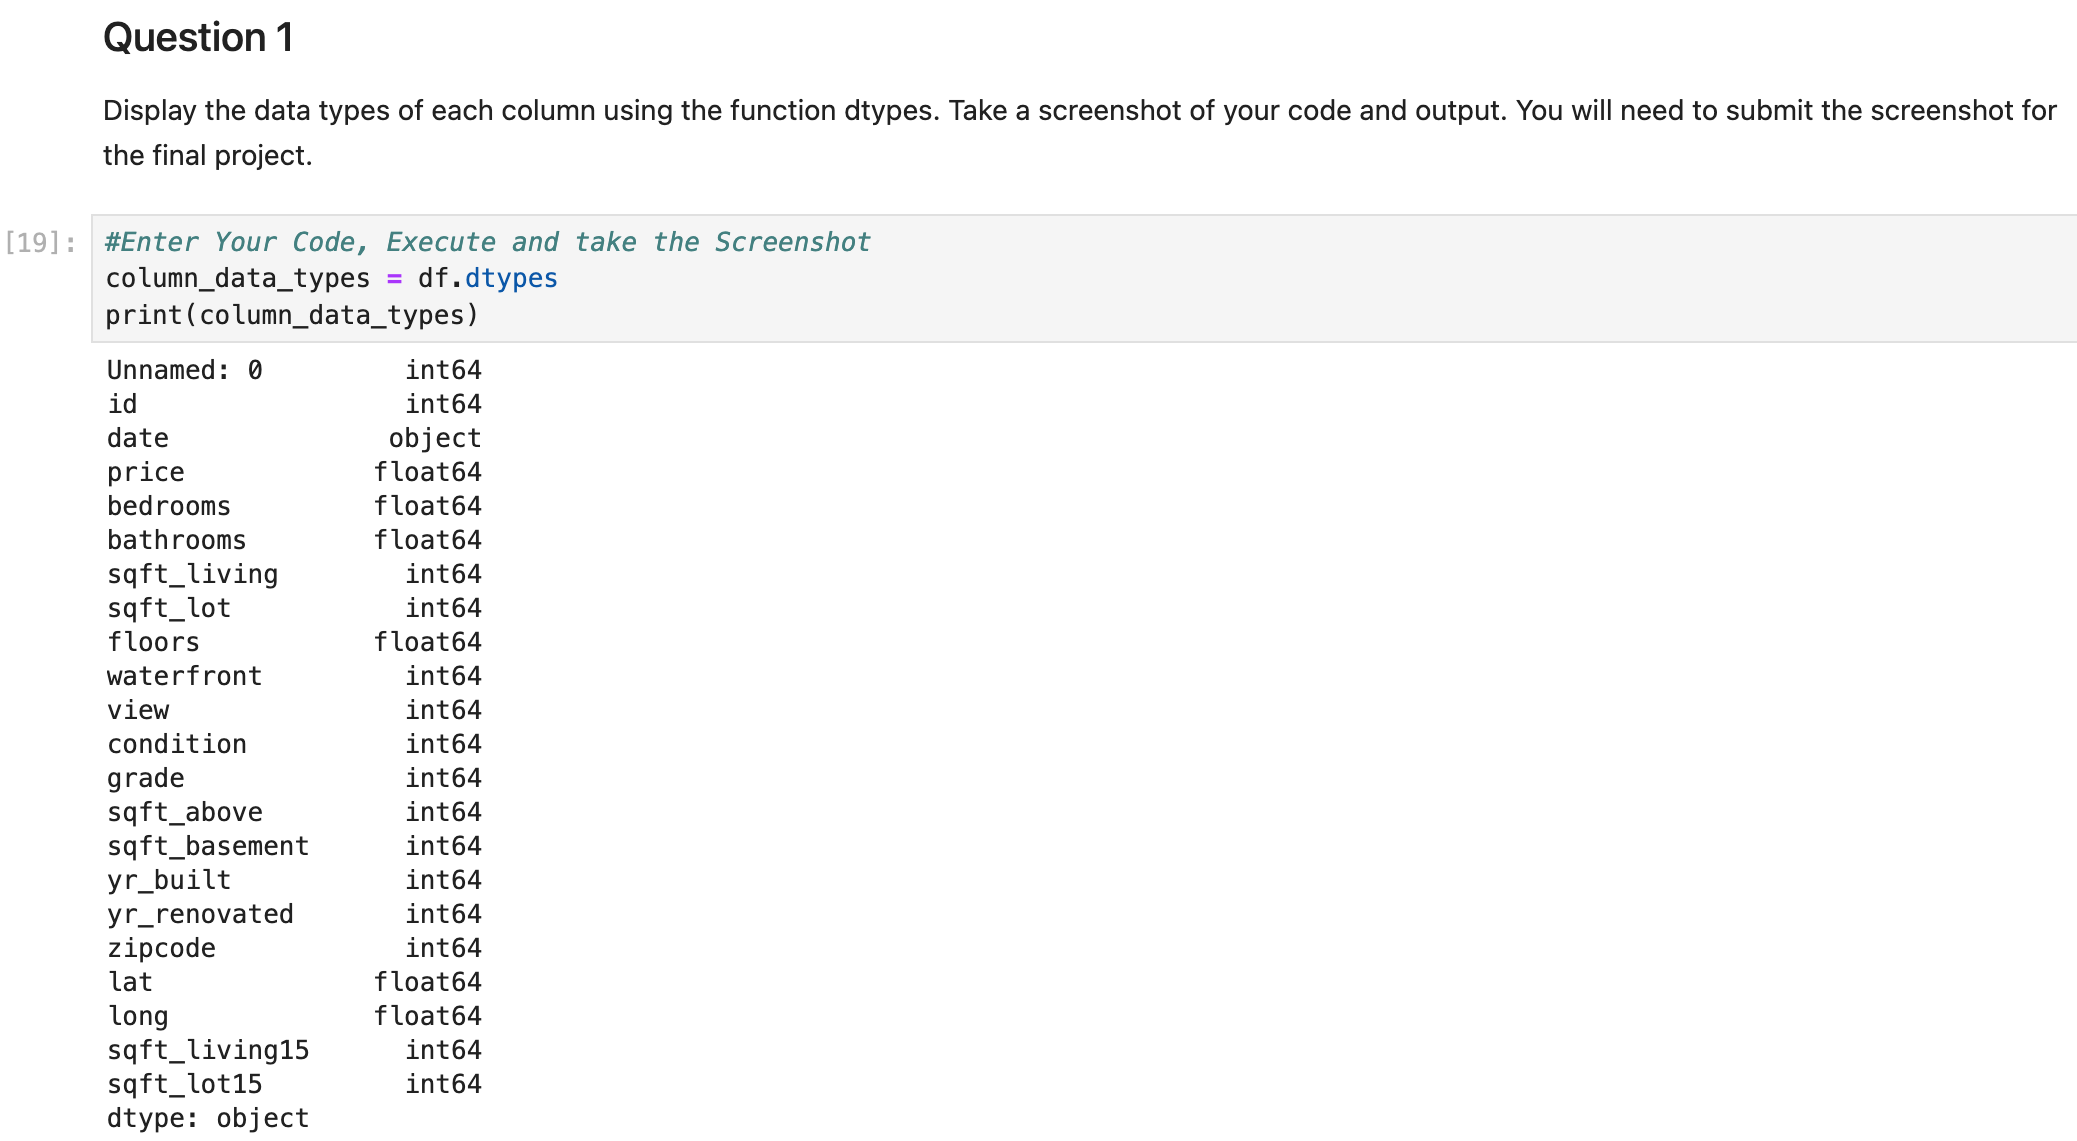 Question 1
Display the data types of each column using the function dtypes. Take a screenshot of your code and output. You will need to submit the screenshot for
the final project.
[19]: #Enter Your Code, Execute and take the Screenshot
column_data_types = df.dtypes
print(column_data_types)
Unnamed: 0 int64
id int64
date object
price float64
bedrooms float64
bathrooms float64
sqft_living int64
sqft_lot int64
floors float64
waterfront int64
view int64
condition int64
grade int64
sqft_above int64
sqft_basement int64
yr_built int64
yr_renovated int64
zipcode int64
lat float64
long float64
sqft_living15 int64
sqft_lot15 int64
dtype: object